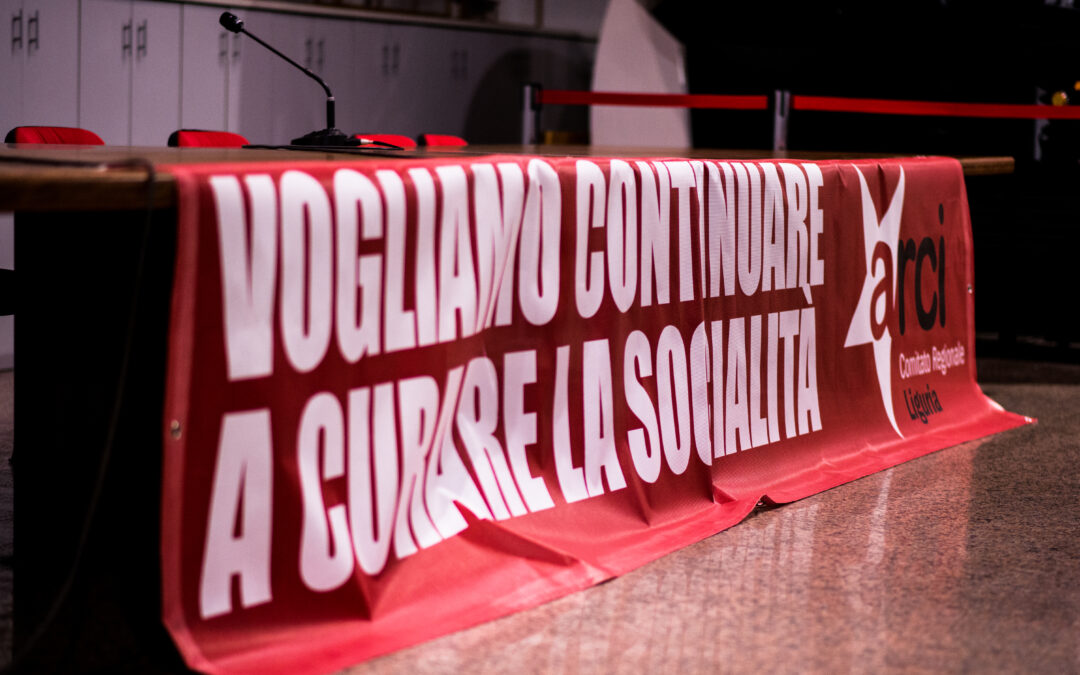 VOGLIAMO CONTINUARE
A CURARE LA SOCIALITÀ
arci
Comitato Regionale
Liguria